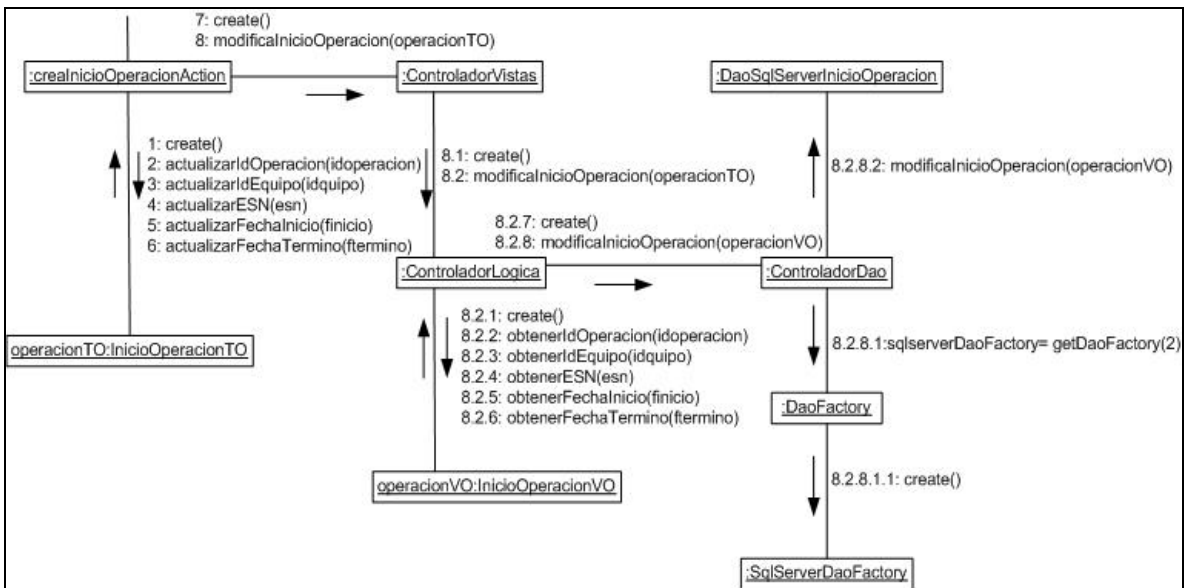 7: create()
8: modificaInicioOperacion(operacionTO)
:creaInicioOperacionAction
:ControladorVistas
:DaoSqlServerInicioOperacion
1: create()
2: actualizarIdOperacion(idoperacion)
3: actualizarIdEquipo(idquipo)
4: actualizarESN(esn)
5: actualizarFechaInicio(finicio)
6: actualizarFechaTermino(ftermino)
8.1: create()
8.2: modificaInicioOperacion(operacionTO)
8.2.8.2: modificaInicioOperacion(operacionVO)
8.2.7: create()
8.2.8: modificaInicioOperacion(operacionVO)
:ControladorLogica
:ControladorDao
operacionTO:InicioOperacionTO
8.2.1: create()
8.2.2: obtenerIdOperacion(idoperacion)
8.2.3: obtenerIdEquipo(idquipo)
8.2.4: obtenerESN(esn)
8.2.5: obtenerFechaInicio(finicio)
8.2.6: obtenerFechaTermino(ftermino)
8.2.8.1:sqlserverDaoFactory= getDaoFactory(2)
:DaoFactory
operacionVO:InicioOperacionVO
8.2.8.1.1: create()
:SqlServerDaoFactory